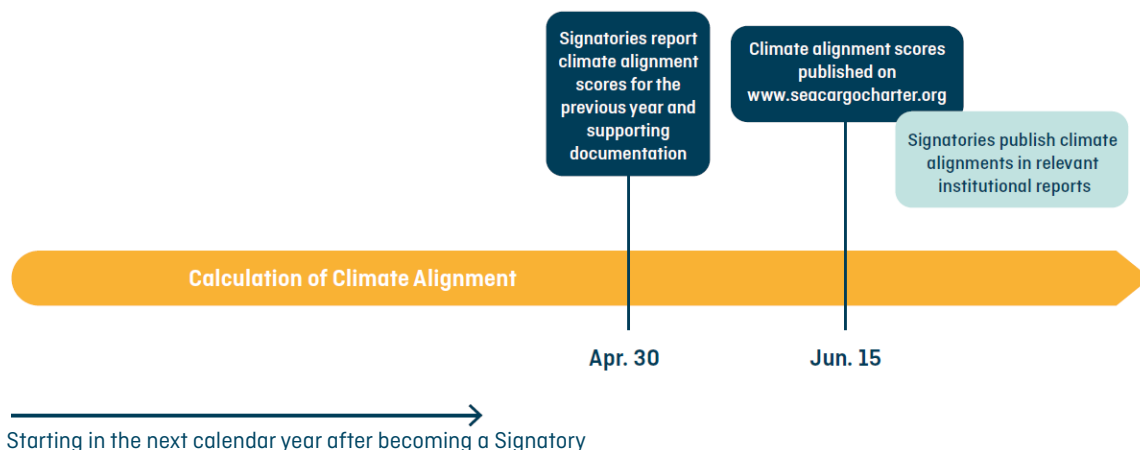 Signatories report
climate alignment
scores for the
previous year and
supporting
documentation
Climate alignment scores
published on
www.seacargocharter.org
Signatories publish climate
alignments in relevant
institutional reports
Calculation of Climate Alignment
Apr. 30
Jun. 15
Starting in the next calendar year after becoming a Signatory